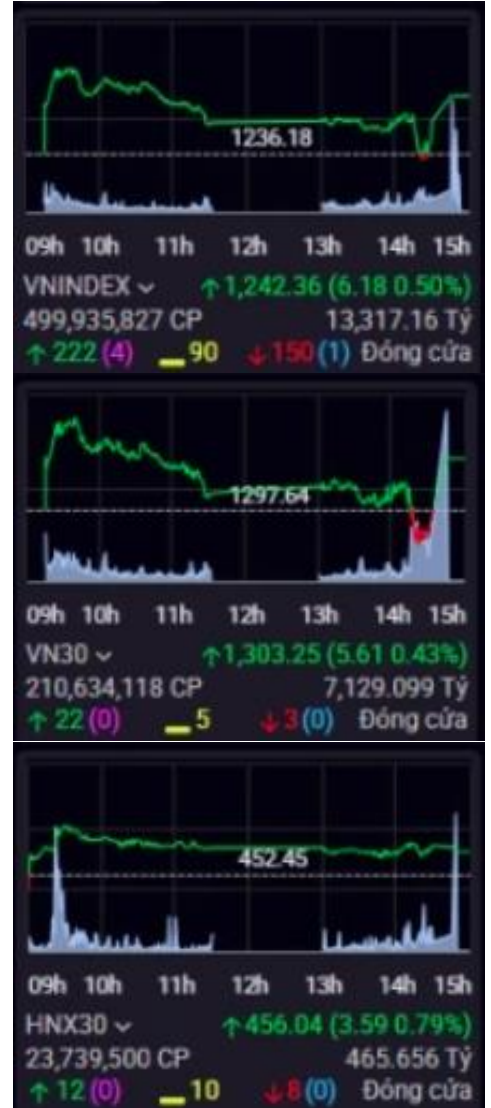 1236.18
09h 10h 11h 12h 13h 14h 15h
VNINDEX ↑1,242.36 (6.18 0.50%)
499,935,827 CP 13,317.16 Tỷ
↑222 (4) 90 ↓150 (1) Đóng cửa
1297.64
09h 10h 11h 12h 13h 14h 15h
VN30 ↑1,303.25 (5.61 0.43%)
210,634,118 CP 7,129.099 Tỷ
↑22 (0) 5 ↓3 (0) Đóng cửa
452.45
09h 10h 11h 12h 13h 14h 15h
HNX30 ↑456.04 (3.59 0.79%)
23,739,500 CP 465.656 Tỷ
↑12 (0) 10 ↓8 (0) Đóng cửa